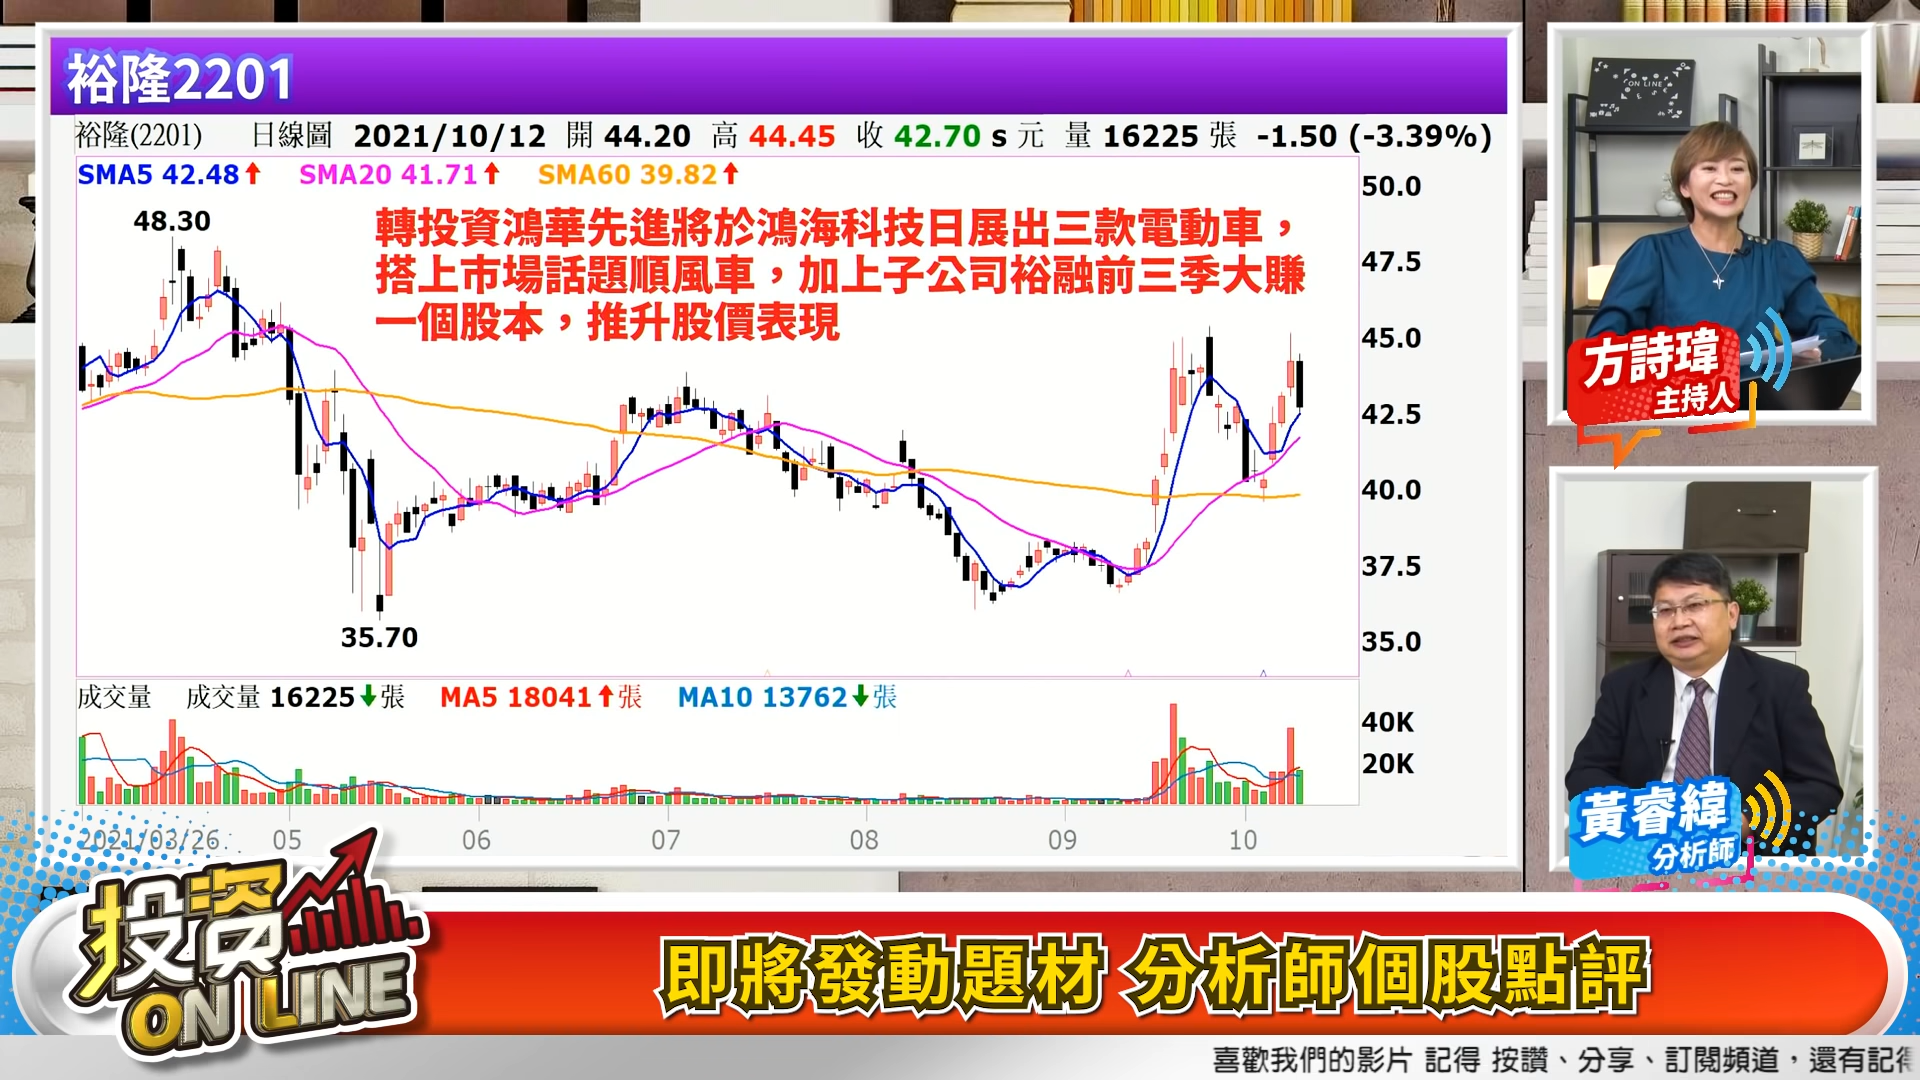 裕隆2201
裕隆(2201) 日線圖 2021/10/12 開 44.20 高 44.45 收 42.70 s 元 量 16225 張 -1.50 (-3.39%)
SMA5 42.48 SMA20 41.71 SMA60 39.82
48.30
轉投資鴻華先進將於鴻海科技日展出三款電動車，
搭上市場話題順風車，加上子公司裕融前三季大賺
一個股本，推升股價表現
35.70
50.0
47.5
45.0
42.5
40.0
37.5
35.0
成交量 成交量 16225 張 MA5 18041 張 MA10 13762 張
40K
20K
2021/03/26 05 06 07 08 09 10
ON LINE
方詩瑋
主持人
黃睿緯
分析師
投資
ON LINE
即將發動題材 分析師個股點評
喜歡我們的影片 記得 按讚、分享、訂閱頻道，還有記得